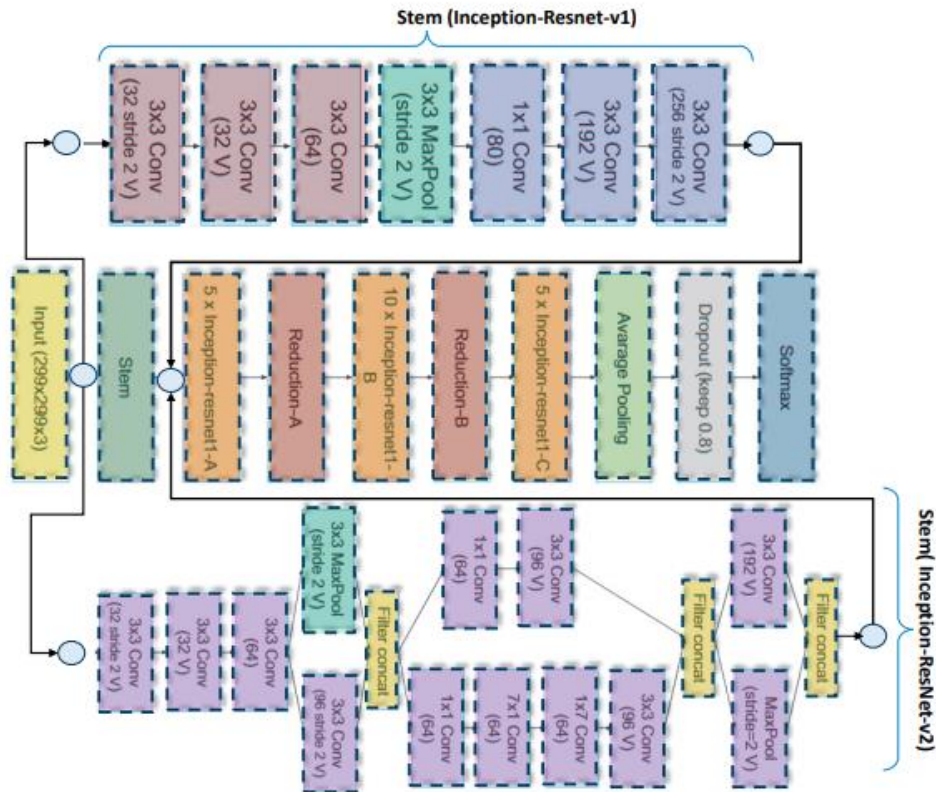 Stem (Inception-Resnet-v1)
3x3 Conv
(32 stride 2 V)
3x3 Conv
(32 V)
3x3 Conv
(64)
3x3 MaxPool
(stride 2 V)
1x1 Conv
(80)
3x3 Conv
(192 V)
3x3 Conv
(256 stride 2 V)
Input (299x299x3)
Stem
5 x Inception-resnet1-A
Reduction-A
10 x Inception-resnet1-
B
Reduction-B
5 x Inception-resnet1-C
Avarage Pooling
Dropout (keep 0.8)
Softmax
Stem( Inception-ResNet-v2)
3x3 Conv
(32 stride 2 V)
3x3 Conv
(32 V)
3x3 Conv
(64)
3x3 MaxPool
(stride 2 V)
3x3 Conv
(96 stride 2 V)
Filter concat
1x1 Conv
(64)
3x3 Conv
(96 V)
1x1 Conv
(64)
7x1 Conv
(64)
1x7 Conv
(64)
3x3 Conv
(96 V)
Filter concat
3x3 Conv
(192 V)
MaxPool
(stride=2 V)
Filter concat